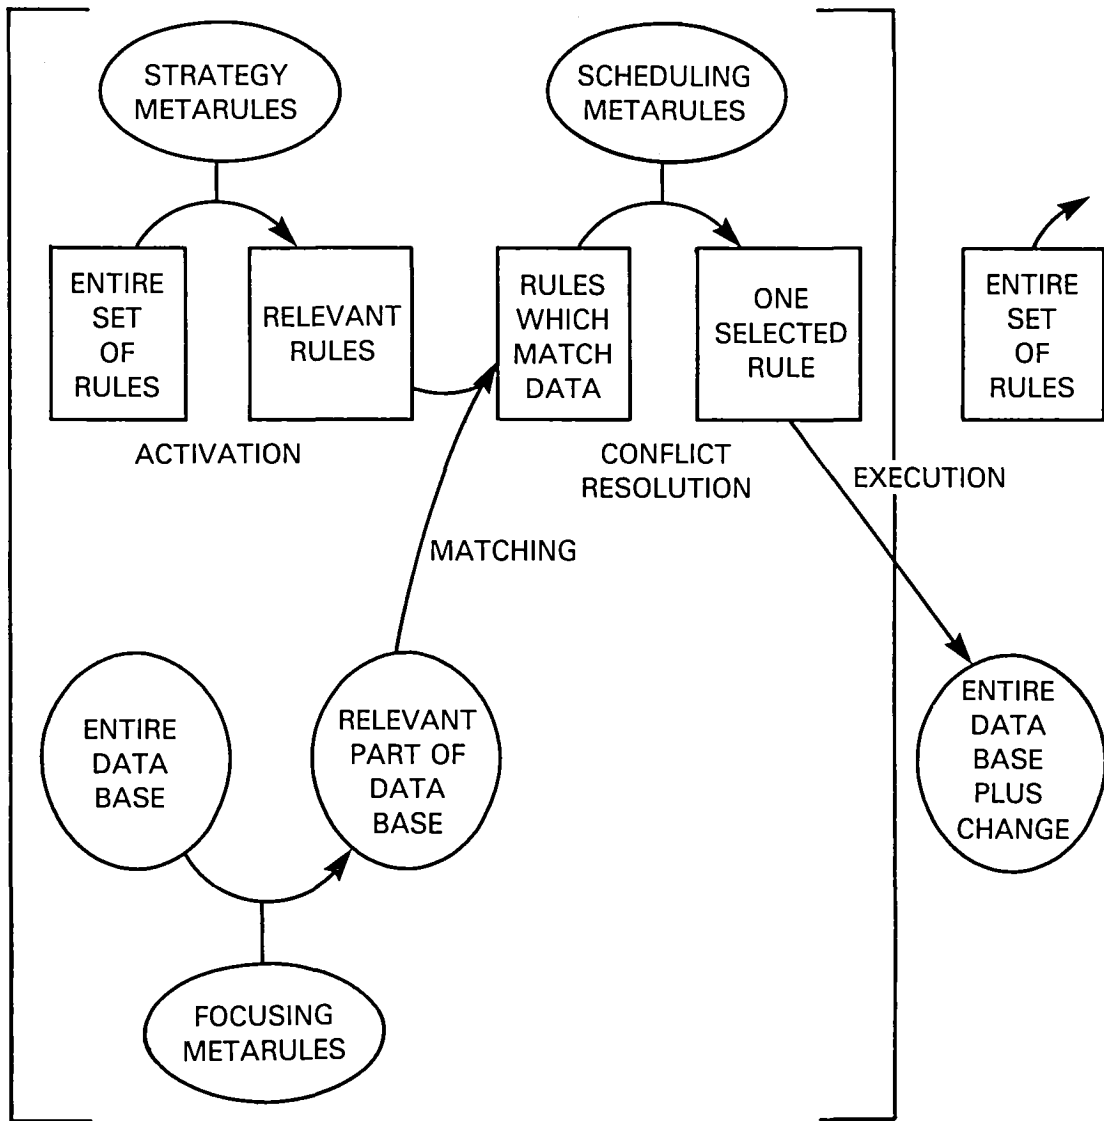 STRATEGY
METARULES
SCHEDULING
METARULES
ENTIRE
SET
OF
RULES
RELEVANT
RULES
RULES
WHICH
MATCH
DATA
ONE
SELECTED
RULE
ENTIRE
SET
OF
RULES
ACTIVATION
CONFLICT
RESOLUTION
EXECUTION
MATCHING
ENTIRE
DATA
BASE
RELEVANT
PART OF
DATA
BASE
ENTIRE
DATA
BASE
PLUS
CHANGE
FOCUSING
METARULES